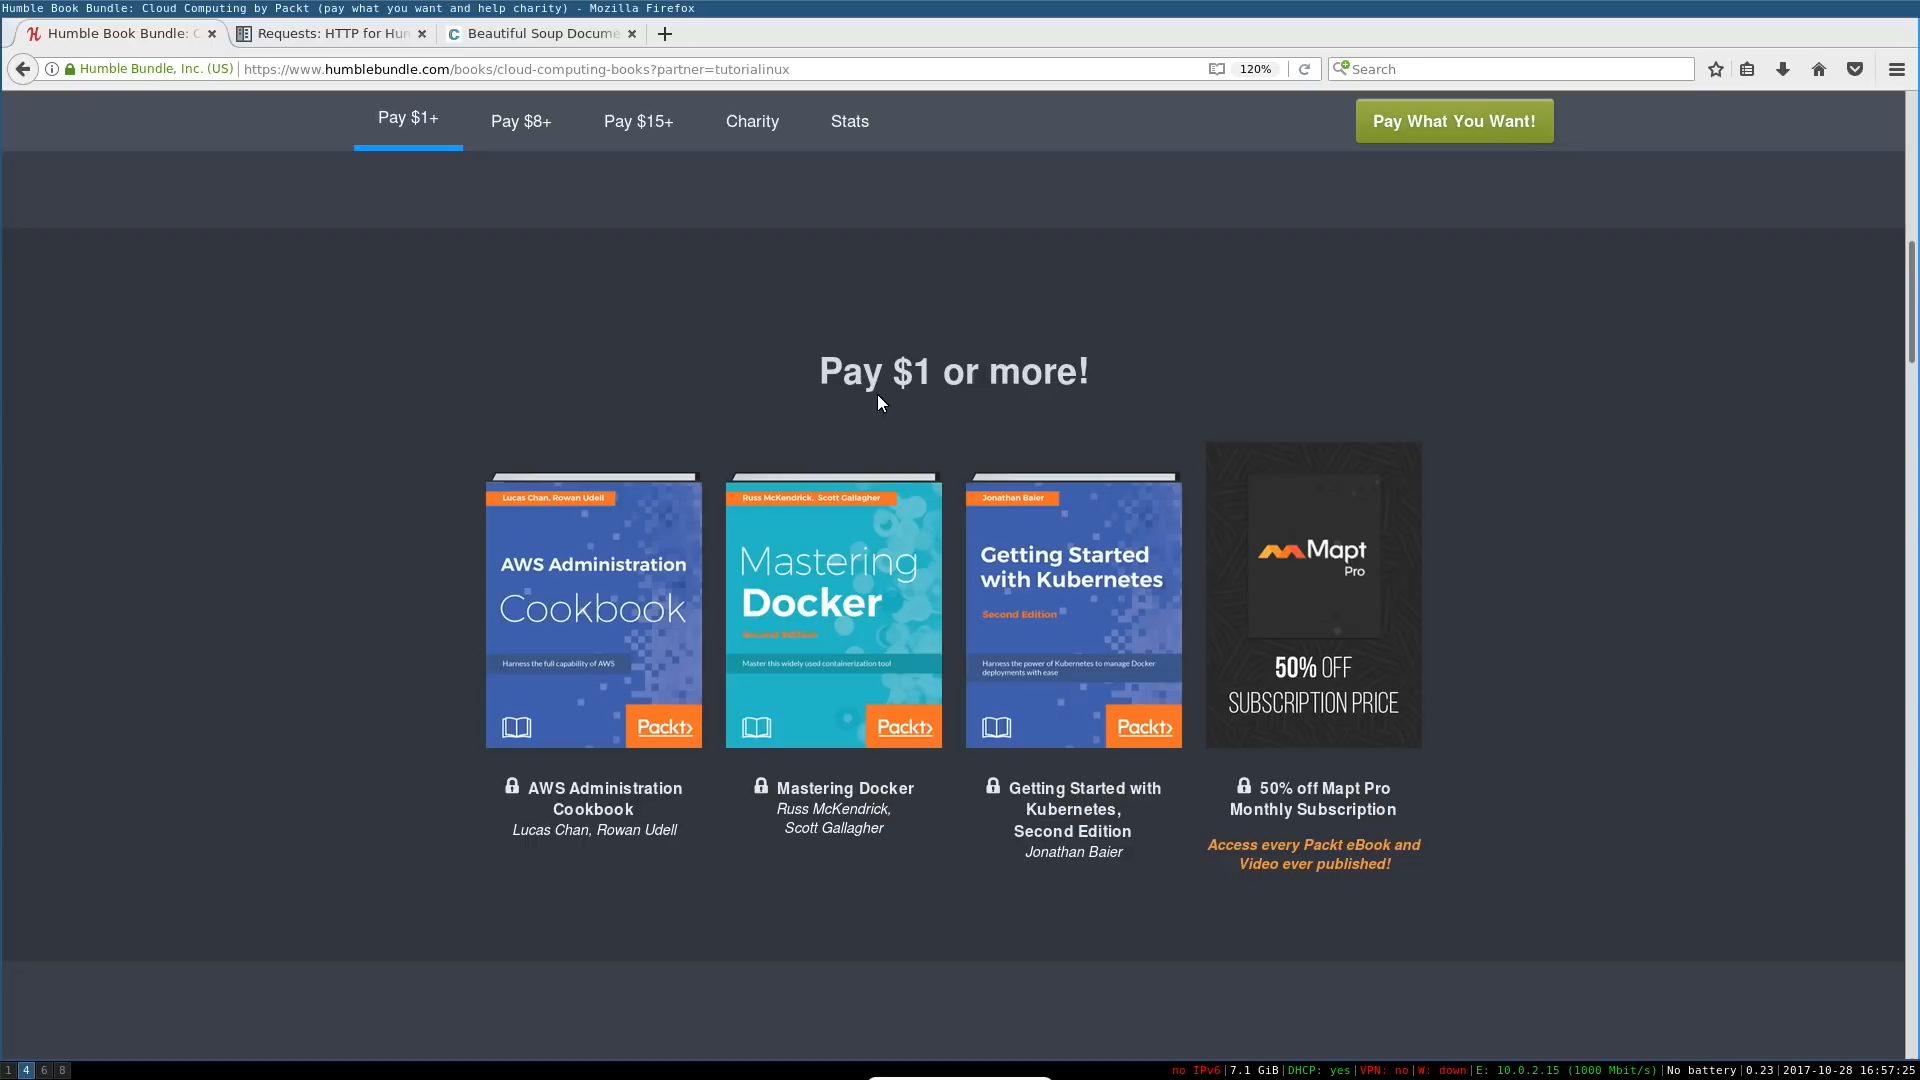 Humble Book Bundle: Cloud Computing by Packt (pay what you want and help charity) - Mozilla Firefox
Humble Book Bundle: C
Requests: HTTP for Hur
Beautiful Soup Docume
Humble Bundle, Inc. (US)
https://www.humblebundle.com/books/cloud-computing-books?partner=tutorialinux
120%
Search
Pay $1+
Pay $8+
Pay $15+
Charity
Stats
Pay What You Want!
Pay $1 or more!
Lucas Chan, Rowan Udell
AWS Administration
Cookbook
Harness the full capability of AWS
Packt>
Russ McKendrick, Scott Gallagher
Mastering
Docker
Second Edition
Master this widely used containerization tool
Packt>
Jonathan Baier
Getting Started
with Kubernetes
Second Edition
Harness the power of Kubernetes to manage Docker
deployments with ease
Packt>
Mapt
Pro
50% OFF
SUBSCRIPTION PRICE
AWS Administration
Cookbook
Lucas Chan, Rowan Udell
Mastering Docker
Russ McKendrick,
Scott Gallagher
Getting Started with
Kubernetes,
Second Edition
Jonathan Baier
50% off Mapt Pro
Monthly Subscription
Access every Packt eBook and
Video ever published!
1 4 6 8
no IPv6|7.1 GiB|DHCP: yes|VPN: no|W: down|E: 10.0.2.15 (1000 Mbit/s)|No battery|0.23|2017-10-28 16:57:25